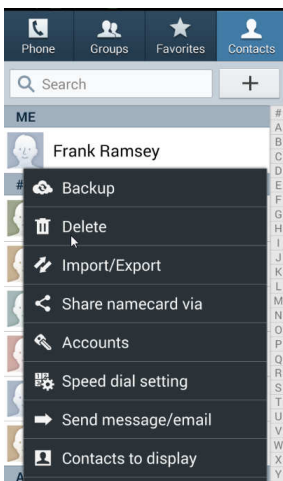 Phone Groups Favorites Contacts
Search +
ME
Frank Ramsey
#
Backup
Delete
Import/Export
Share namecard via
Accounts
Speed dial setting
Send message/email
Contacts to display
A
#
A
B
C
D
E
F
G
H
I
J
K
L
M
N
O
P
Q
R
S
T
U
V
W
X
Y